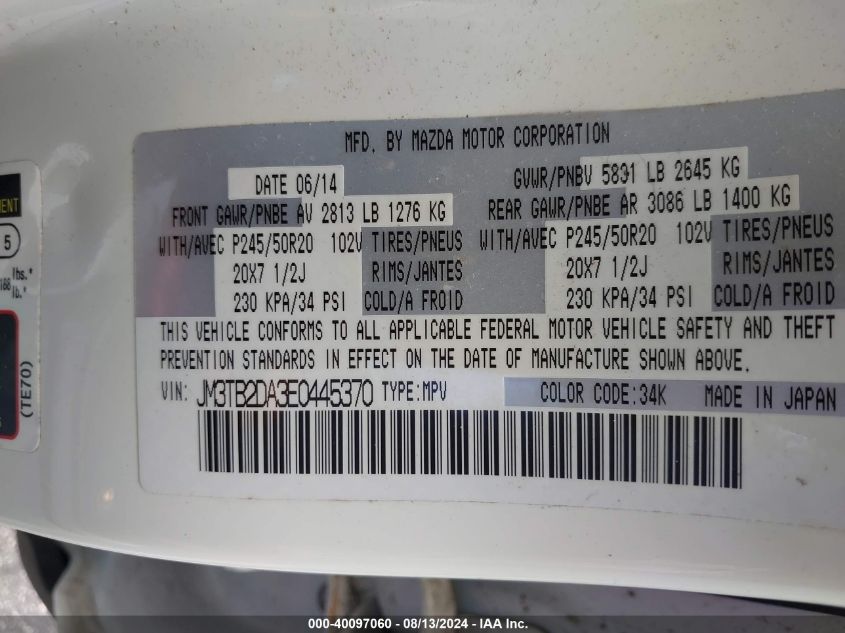 MFD. BY MAZDA MOTOR CORPORATION
DATE 06/14
GVWR/PNBV 5831 LB 2645 KG
FRONT GAWR/PNBE AV 2813 LB 1276 KG
REAR GAWR/PNBE AR 3086 LB 1400 KG
WITH/AVEC P245/50R20 102V TIRES/PNEUS
WITH/AVEC P245/50R20 102V TIRES/PNEUS
20X7 1/2J RIMS/JANTES
20X7 1/2J RIMS/JANTES
230 KPA/34 PSI COLD/A FROID
230 KPA/34 PSI COLD/A FROID
THIS VEHICLE CONFORMS TO ALL APPLICABLE FEDERAL MOTOR VEHICLE SAFETY AND THEFT
PREVENTION STANDARDS IN EFFECT ON THE DATE OF MANUFACTURE SHOWN ABOVE.
VIN: JM3TB2DA3E0445370 TYPE:MPV COLOR CODE:34K MADE IN JAPAN
5
lbs.*
lb.*
(TE70)
000-40097060 - 08/13/2024 - IAA Inc.